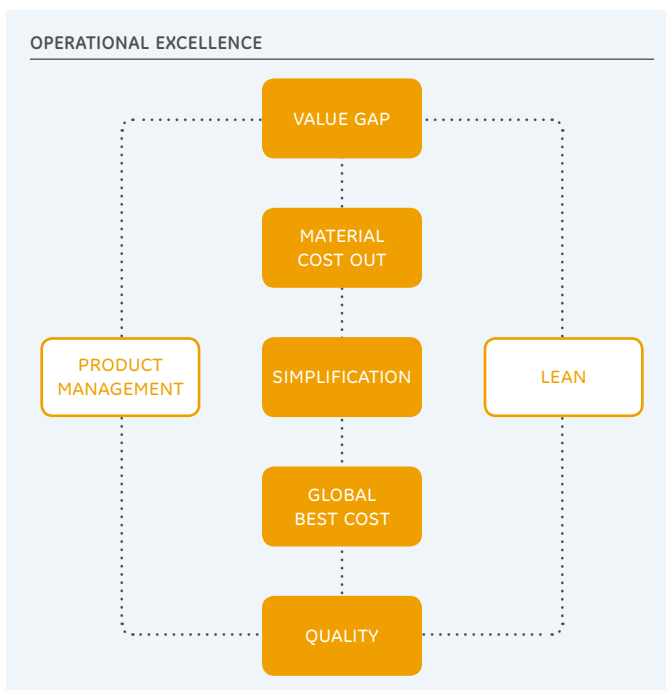 OPERATIONAL EXCELLENCE
VALUE GAP
MATERIAL
COST OUT
PRODUCT
MANAGEMENT
SIMPLIFICATION
LEAN
GLOBAL
BEST COST
QUALITY